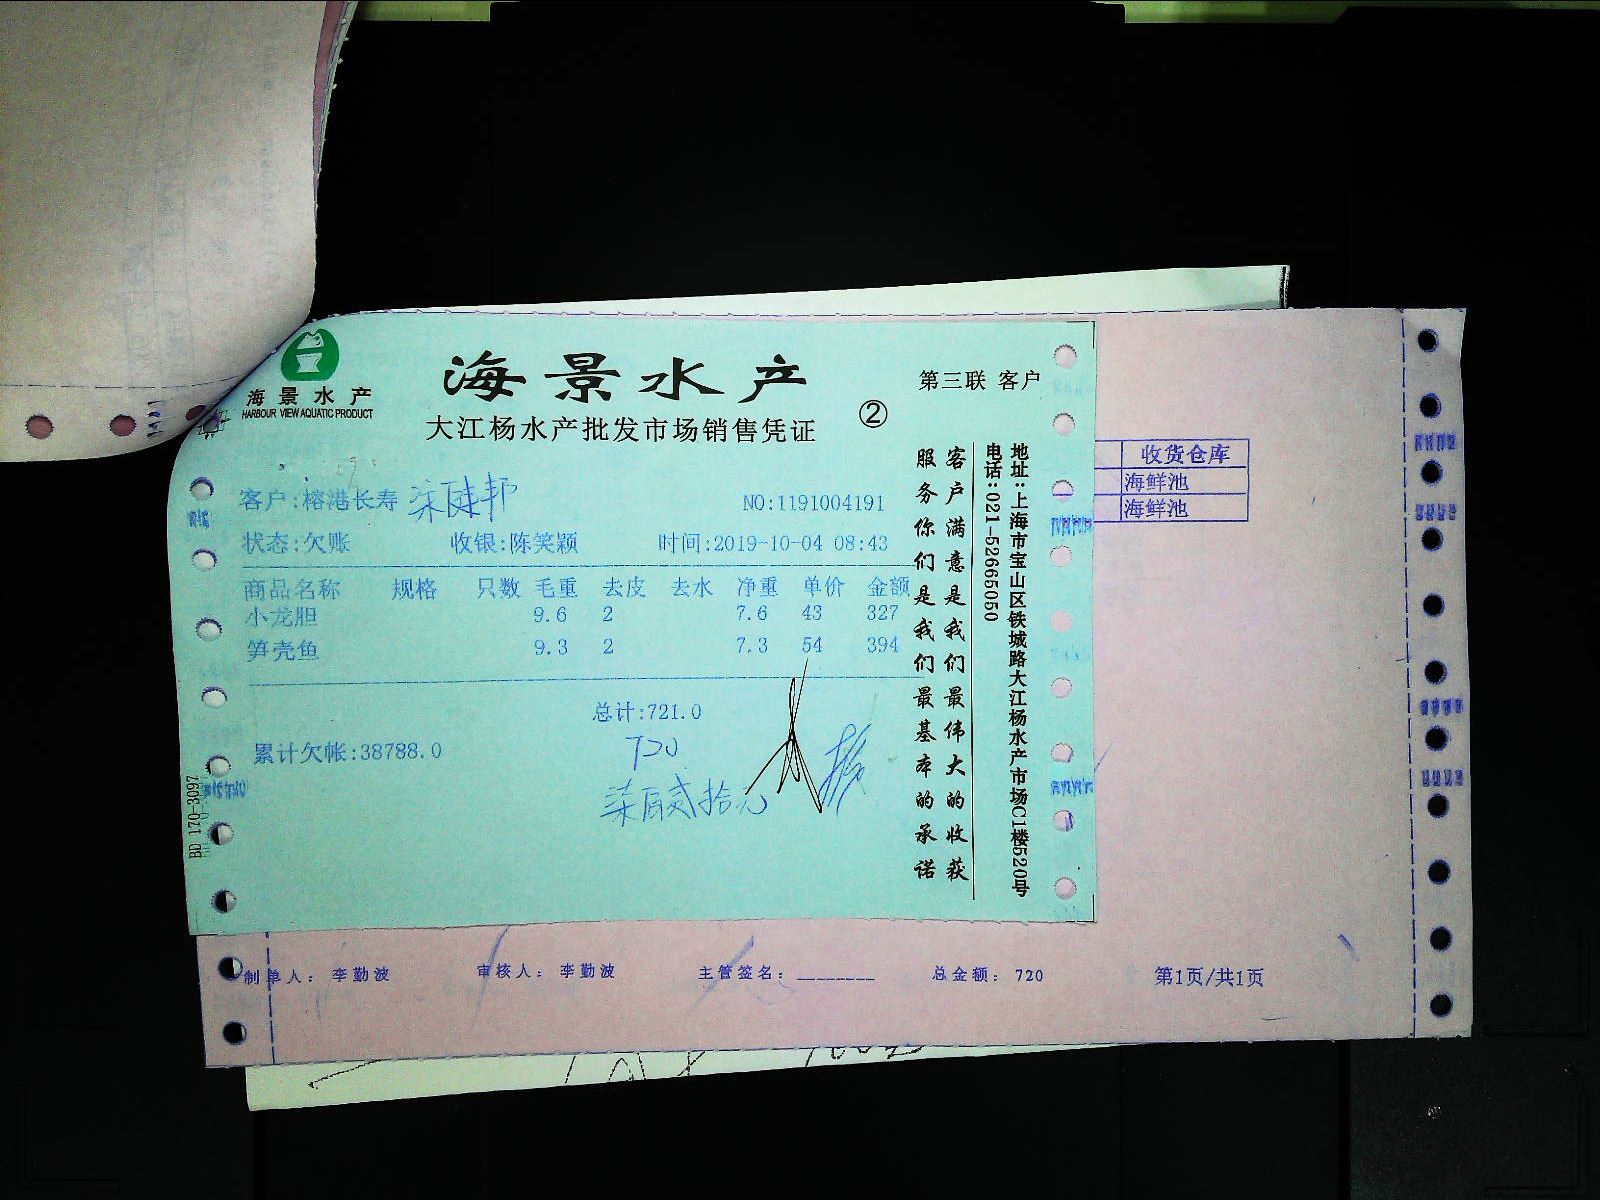 海景水产
HARBOUR VIEW AQUATIC PRODUCT
海景水产
大江杨水产批发市场销售凭证
②
第三联 客户
客户:榕港长寿
NO:1191004191
状态:欠账 收银:陈笑颖 时间:2019-10-04 08:43
商品名称 规格 只数 毛重 去皮 去水 净重 单价 金额
小龙胆 9.6 2 7.6 43 327
笋壳鱼 9.3 2 7.3 54 394
总计:721.0
累计欠帐:38788.0
720
柒佰贰拾元
客户满意是我们最伟大的收获
服务你们是我们最基本的承诺
地址:上海市宝山区铁城路大江杨水产市场C1楼520号
电话:021-52665050
BD 170-3097
收货仓库
海鲜池
海鲜池
制单人: 李勤波 审核人: 李勤波 主管签名:________ 总金额: 720 第1页/共1页